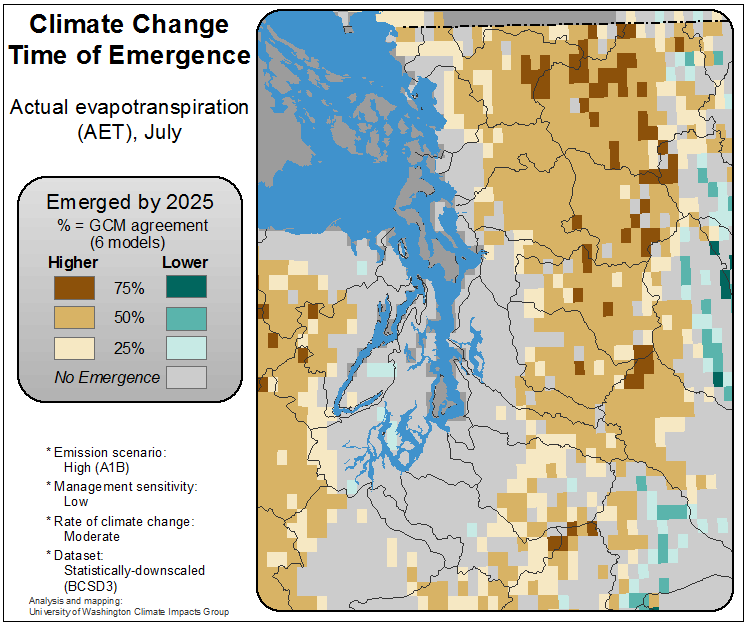 Climate Change
Time of Emergence
Actual evapotranspiration
(AET), July
Emerged by 2025
% = GCM agreement
(6 models)
Higher Lower
75%
50%
25%
No Emergence
* Emission scenario:
High (A1B)
* Management sensitivity:
Low
* Rate of climate change:
Moderate
* Dataset:
Statistically-downscaled
(BCSD3)
Analysis and mapping:
University of Washington Climate Impacts Group